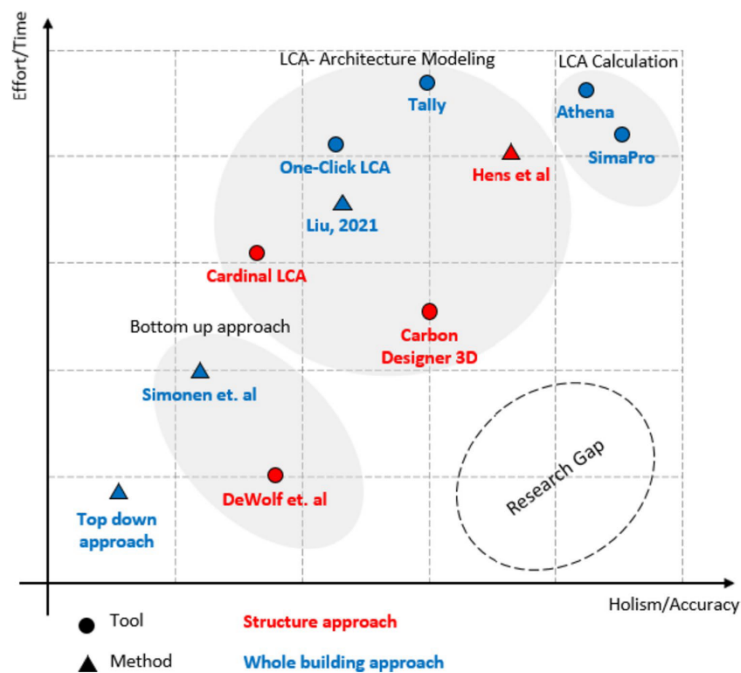 Effort/Time
LCA- Architecture Modeling
LCA Calculation
Tally
Athena
One-Click LCA
SimaPro
Hens et al
Liu, 2021
Cardinal LCA
Bottom up approach
Carbon
Designer 3D
Simonen et. al
Research Gap
DeWolf et. al
Top down
approach
Holism/Accuracy
Tool
Structure approach
Method
Whole building approach